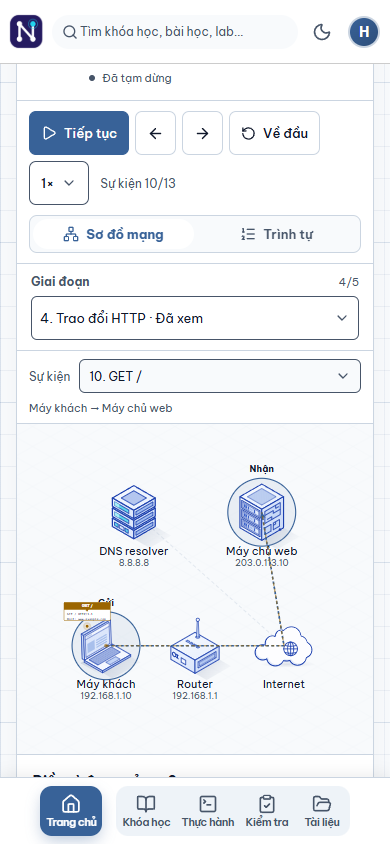 N
Tìm khóa học, bài học, lab...
H
Đã tạm dừng
Tiếp tục
Về đầu
1×
Sự kiện 10/13
Sơ đồ mạng
Trình tự
Giai đoạn
4/5
4. Trao đổi HTTP · Đã xem
Sự kiện
10. GET /
Máy khách → Máy chủ web
Nhận
DNS resolver
8.8.8.8
Máy chủ web
203.0.113.10
GET /
Gửi
Máy khách
192.168.1.10
Router
192.168.1.1
Internet
Trang chủ
Khóa học
Thực hành
Kiểm tra
Tài liệu